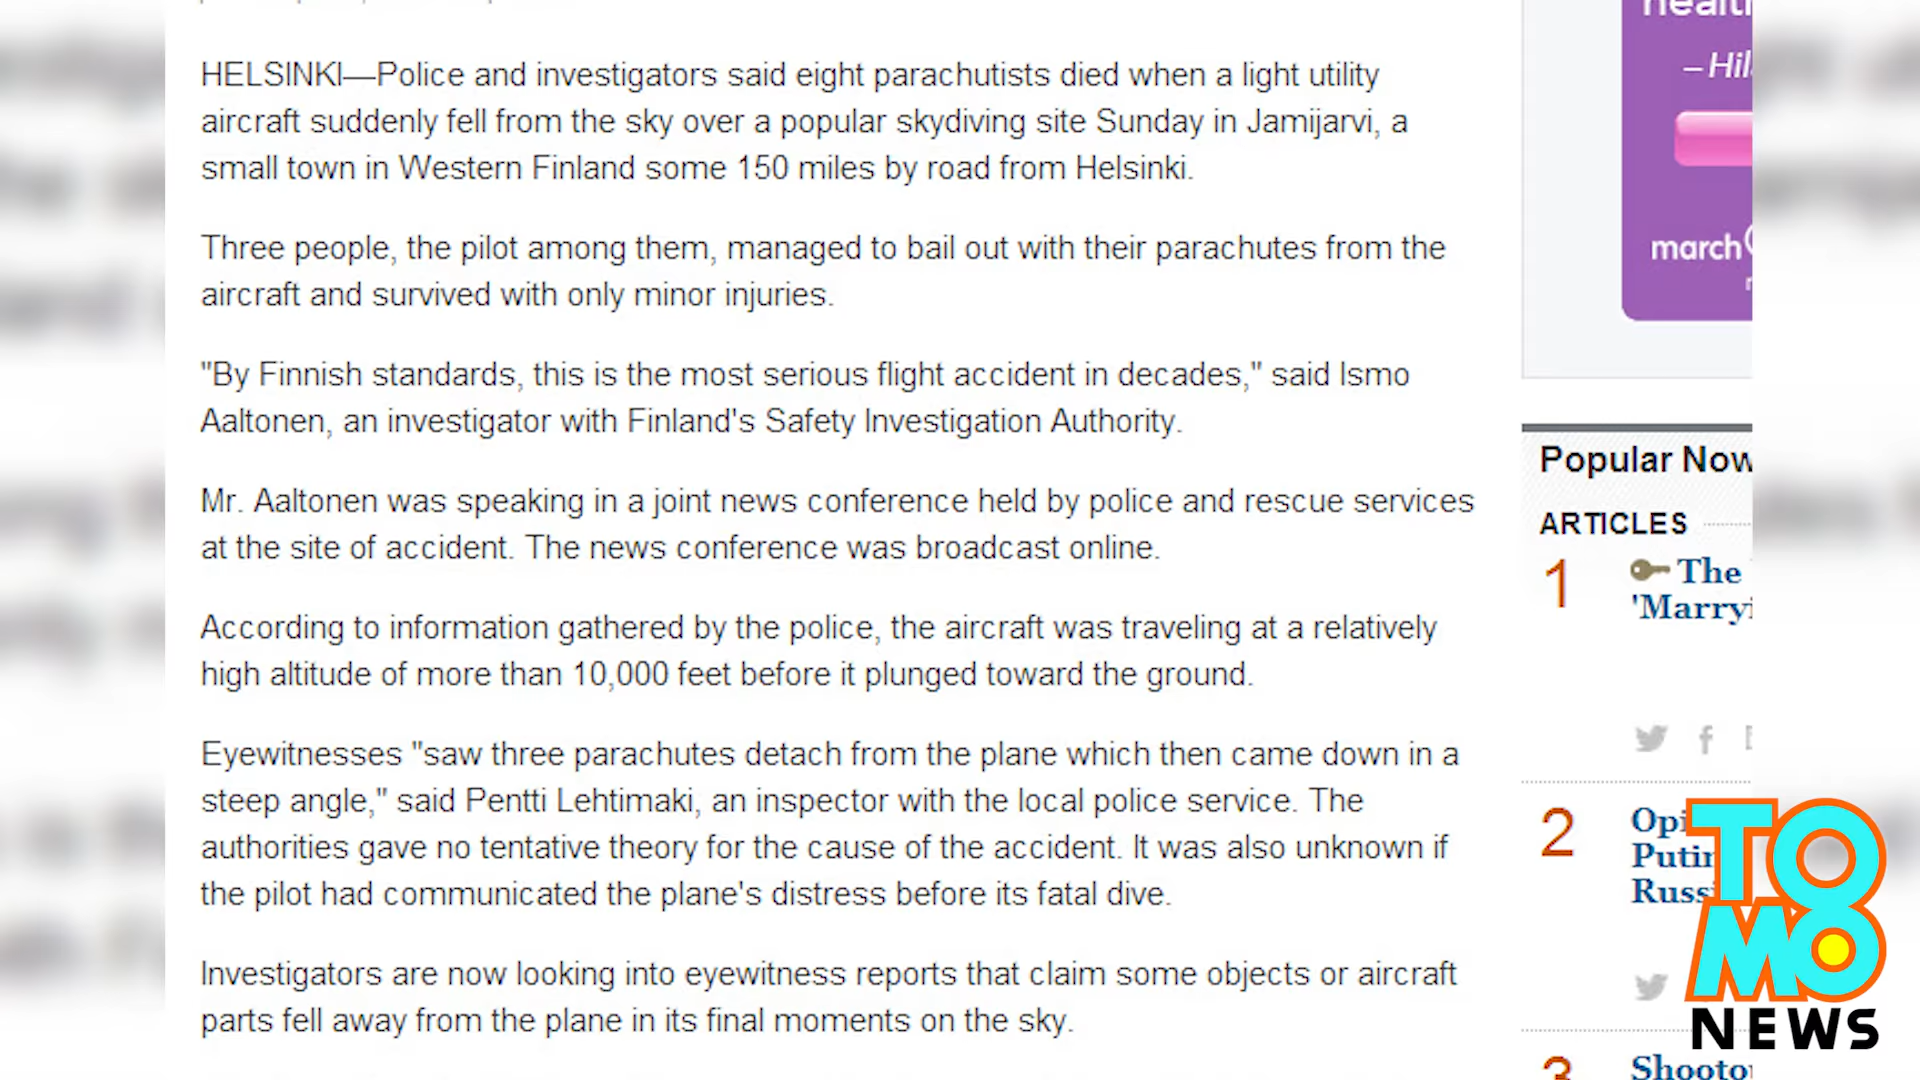 HELSINKI—Police and investigators said eight parachutists died when a light utility
aircraft suddenly fell from the sky over a popular skydiving site Sunday in Jamijarvi, a
small town in Western Finland some 150 miles by road from Helsinki.
Three people, the pilot among them, managed to bail out with their parachutes from the
aircraft and survived with only minor injuries.
"By Finnish standards, this is the most serious flight accident in decades," said Ismo
Aaltonen, an investigator with Finland's Safety Investigation Authority.
Mr. Aaltonen was speaking in a joint news conference held by police and rescue services
at the site of accident. The news conference was broadcast online.
According to information gathered by the police, the aircraft was traveling at a relatively
high altitude of more than 10,000 feet before it plunged toward the ground.
Eyewitnesses "saw three parachutes detach from the plane which then came down in a
steep angle," said Pentti Lehtimaki, an inspector with the local police service. The
authorities gave no tentative theory for the cause of the accident. It was also unknown if
the pilot had communicated the plane's distress before its fatal dive.
Investigators are now looking into eyewitness reports that claim some objects or aircraft
parts fell away from the plane in its final moments on the sky.
– Hil
march
Popular Now
ARTICLES
1
The
'Marryi
2
Opi
Putin
Russi
3
Shooto
TOMO
NEWS